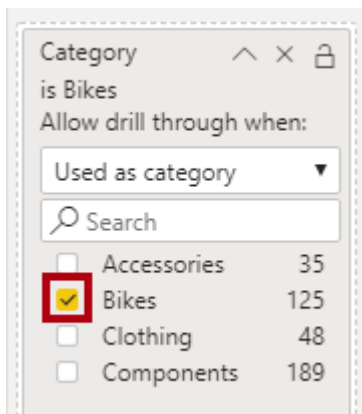 Category
is Bikes
Allow drill through when:
Used as category
Search
Accessories 35
Bikes 125
Clothing 48
Components 189